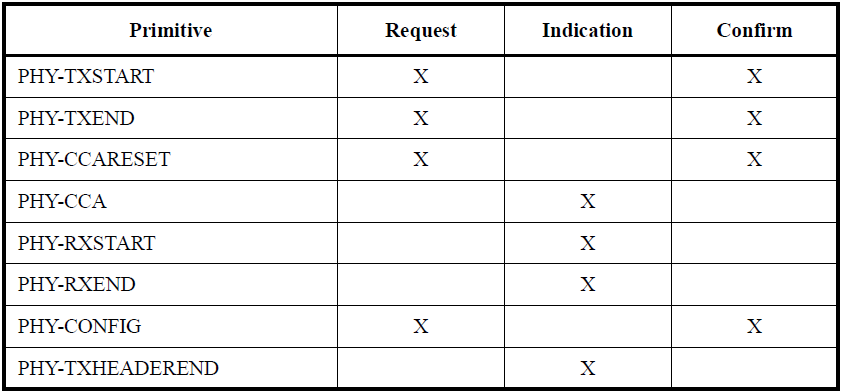 Primitive Request Indication Confirm
PHY-TXSTART X X
PHY-TXEND X X
PHY-CCARESET X X
PHY-CCA X
PHY-RXSTART X
PHY-RXEND X
PHY-CONFIG X X
PHY-TXHEADEREND X